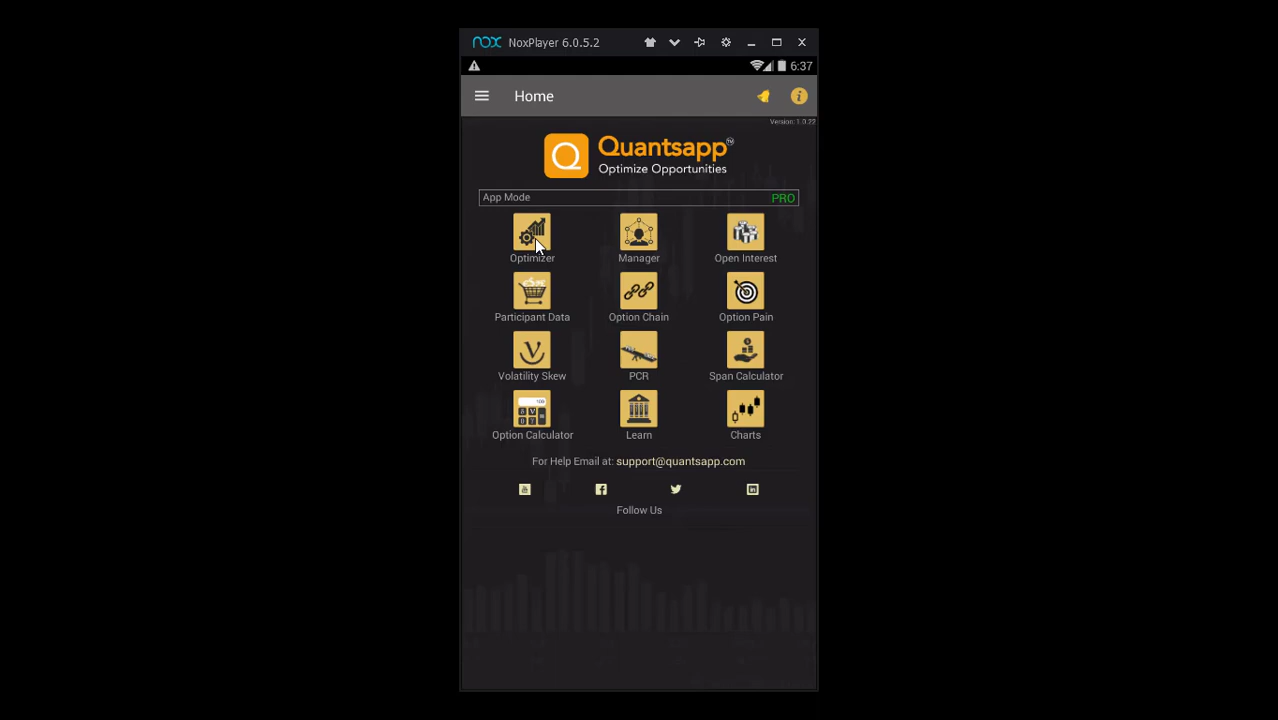 nox NoxPlayer 6.0.5.2
6:37
Home
Version: 1.0.22
Quantsapp TM
Optimize Opportunities
App Mode PRO
Optimizer Manager Open Interest
Participant Data Option Chain Option Pain
Volatility Skew PCR Span Calculator
Option Calculator Learn Charts
For Help Email at: support@quantsapp.com
Follow Us